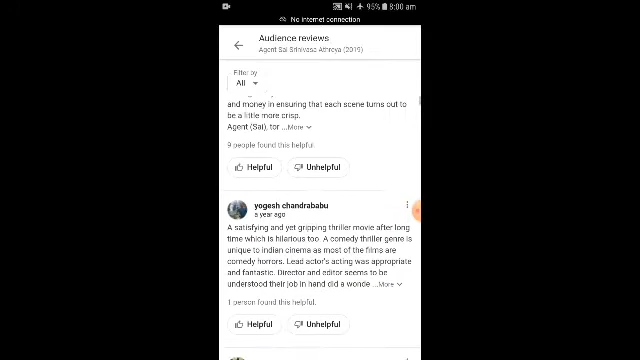 95% 8:00 am
No internet connection
Audience reviews
Agent Sai Srinivasa Athreya (2019)
Filter by
All
and money in ensuring that each scene turns out to
be a little more crisp.
Agent (Sai), tor ...More
9 people found this helpful.
Helpful Unhelpful
yogesh chandrababu
a year ago
A satisfying and yet gripping thriller movie after long
time which is hilarious too A comedy thriller genre is
unique to indian cinema as most of the films are
comedy horrors. Lead actor's acting was appropriate
and fantastic. Director and editor seems to be
understood their job in hand did a wonde ...More
1 person found this helpful.
Helpful Unhelpful